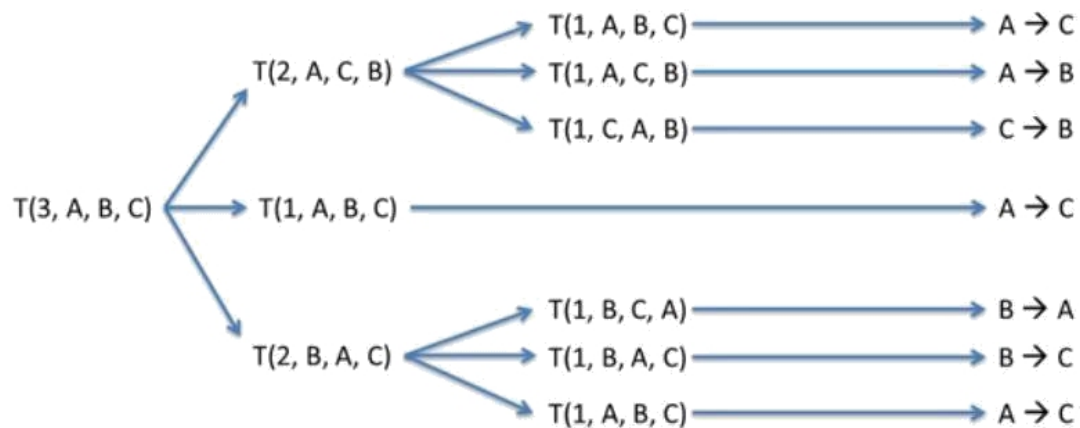 T(1, A, B, C) A → C
T(2, A, C, B) T(1, A, C, B) A → B
T(1, C, A, B) C → B
T(3, A, B, C) T(1, A, B, C) A → C
T(1, B, C, A) B → A
T(2, B, A, C) T(1, B, A, C) B → C
T(1, A, B, C) A → C